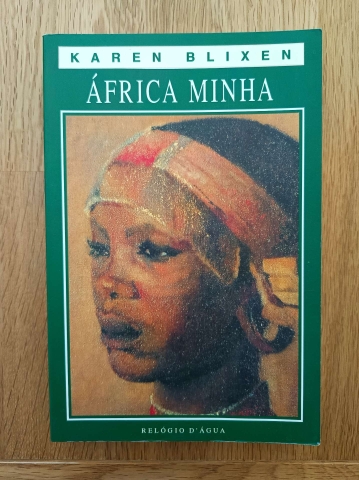 KAREN BLIXEN
ÁFRICA MINHA
RELÓGIO D'ÁGUA